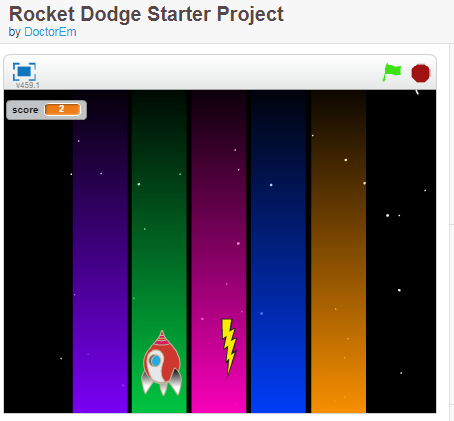 Rocket Dodge Starter Project
by DoctorEm
v459.1
score 2